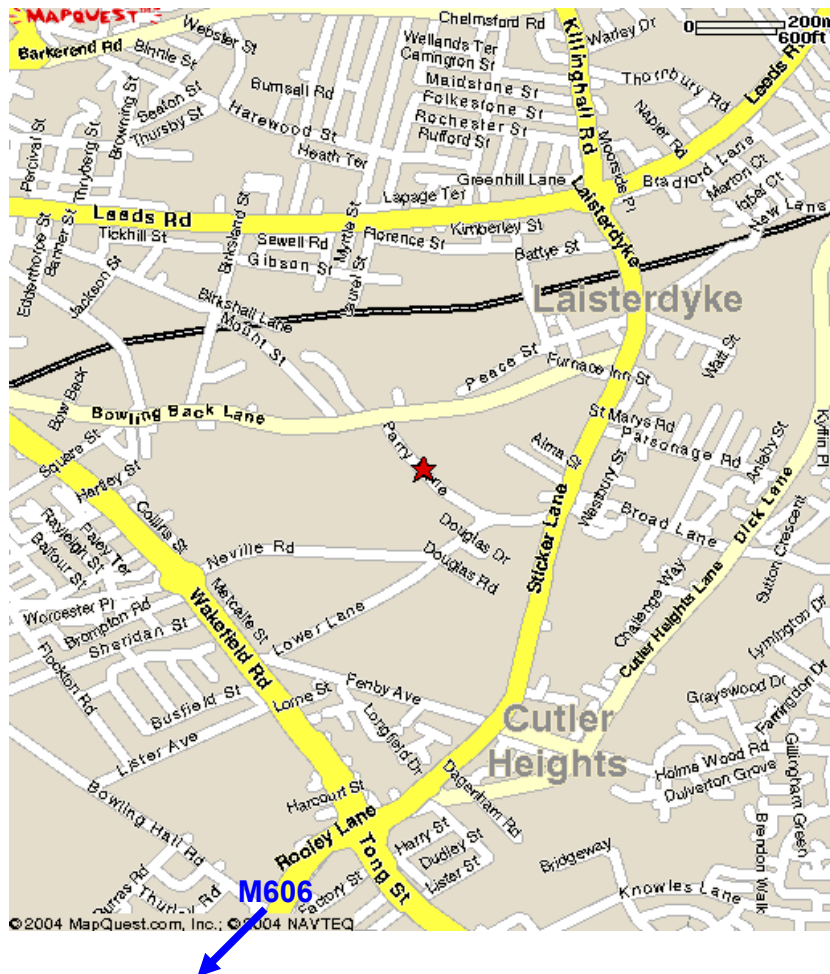 MAPQUEST
Chelmsford Rd
Killinghall Rd
Warley Dr
0 200m
600ft
Barkerend Rd
Webster St
Binnie St
Wellands Ter
Carrington St
Maidstone St
Folkestone St
Rochester St
Rufford St
Thornbury Rd
Leeds Rd
Bumsall Rd
Seaton St
Thursby St
Browning St
Harewood St
Heath Ter
Napier Rd
Moorside Pl
Percival St
Thryberg St
Lapage Ter
Greenhill Lane
Bradford Lane
Marton Ct
Iqbal Ct
New Lane
Leeds Rd
Laisterdyke
Edderthorpe St
Banner St
Tickhill St
Birksland St
Sewell Rd
Myrtle St
Florence St
Kimberley St
Gibson St
Laurel St
Battye St
Jackson St
Birkshall Lane
Mount St
Laisterdyke
Watt St
Peace St
Furnace Inn St
Bow Beck
Bowling Back Lane
St Marys Rd
Parsonage Rd
Kyffin Pl
Square St
Parry Lane
Alma St
Anlaby St
Hartley St
Westbury St
Dick Lane
Collins St
Sticker Lane
Broad Lane
Rayleigh St
Paley Ter
Balfour St
Neville Rd
Douglas Dr
Douglas Rd
Sutton Crescent
Metcalfe St
Challenge Way
Worcester Pl
Brompton Rd
Wakefield Rd
Lower Lane
Cutler Heights Lane
Lymington Dr
Sheridan St
Flockton Rd
Busfield St
Lorne St
Fenby Ave
Grayswood Dr
Farringdon Dr
Longfield Dr
Cutler
Heights
Lister Ave
Holme Wood Rd
Dulverton Grove
Gillingham Green
Bowling Hall Rd
Harcourt St
Dagenham Rd
Rooley Lane
Harry St
Dudley St
Lister St
Tong St
Bridgeway
Brendon Walk
Knowles Lane
Factory St
M606
©2004 MapQuest.com, Inc.; ©2004 NAVTEQ